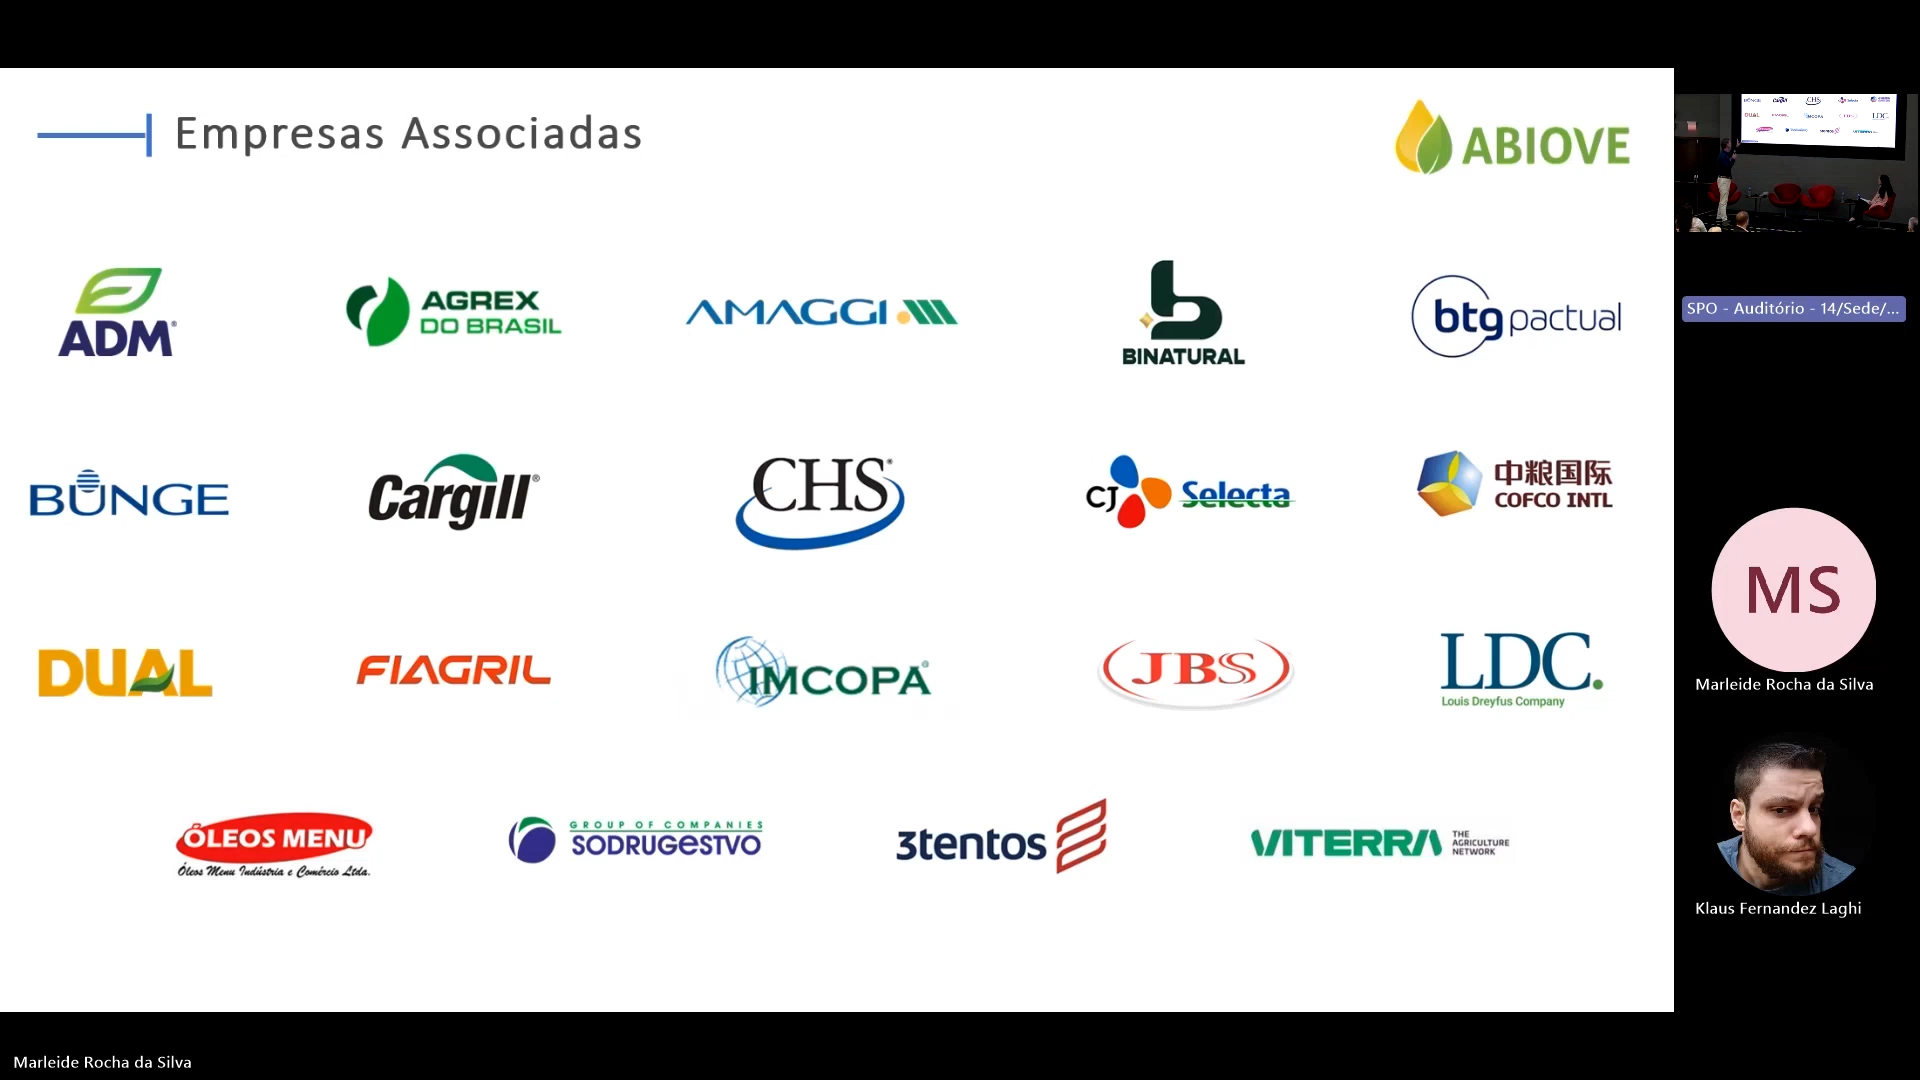 Empresas Associadas
ABIOVE
ADM
AGREX
DO BRASIL
AMAGGI
BINATURAL
btg pactual
BUNGE
Cargill
CHS
CJ Selecta
中粮国际
COFCO INTL
DUAL
FIAGRIL
IMCOPA
JBS
LDC.
Louis Dreyfus Company
ÓLEOS MENU
Óleos Menu Indústria e Comércio Ltda.
GROUP OF COMPANIES
SODRUGESTVO
3tentos
VITERRA
THE
AGRICULTURE
NETWORK
SPO - Auditório - 14/Sede/...
MS
Marleide Rocha da Silva
Klaus Fernandez Laghi
Marleide Rocha da Silva